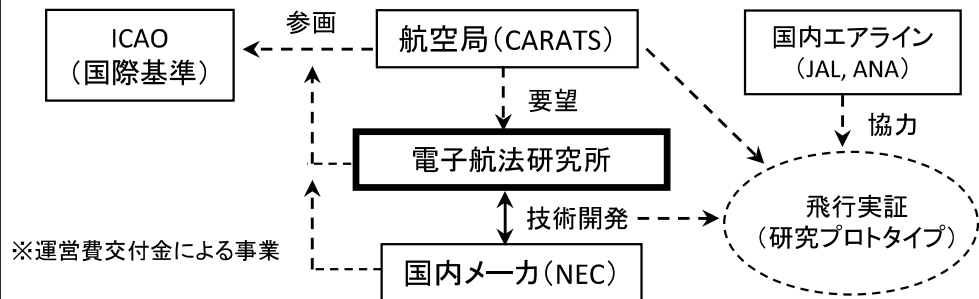 参画
ICAO
（国際基準）
航空局（CARATS）
国内エアライン
（JAL, ANA）
要望
協力
電子航法研究所
技術開発
飛行実証
（研究プロトタイプ）
※運営費交付金による事業
国内メーカ（NEC）